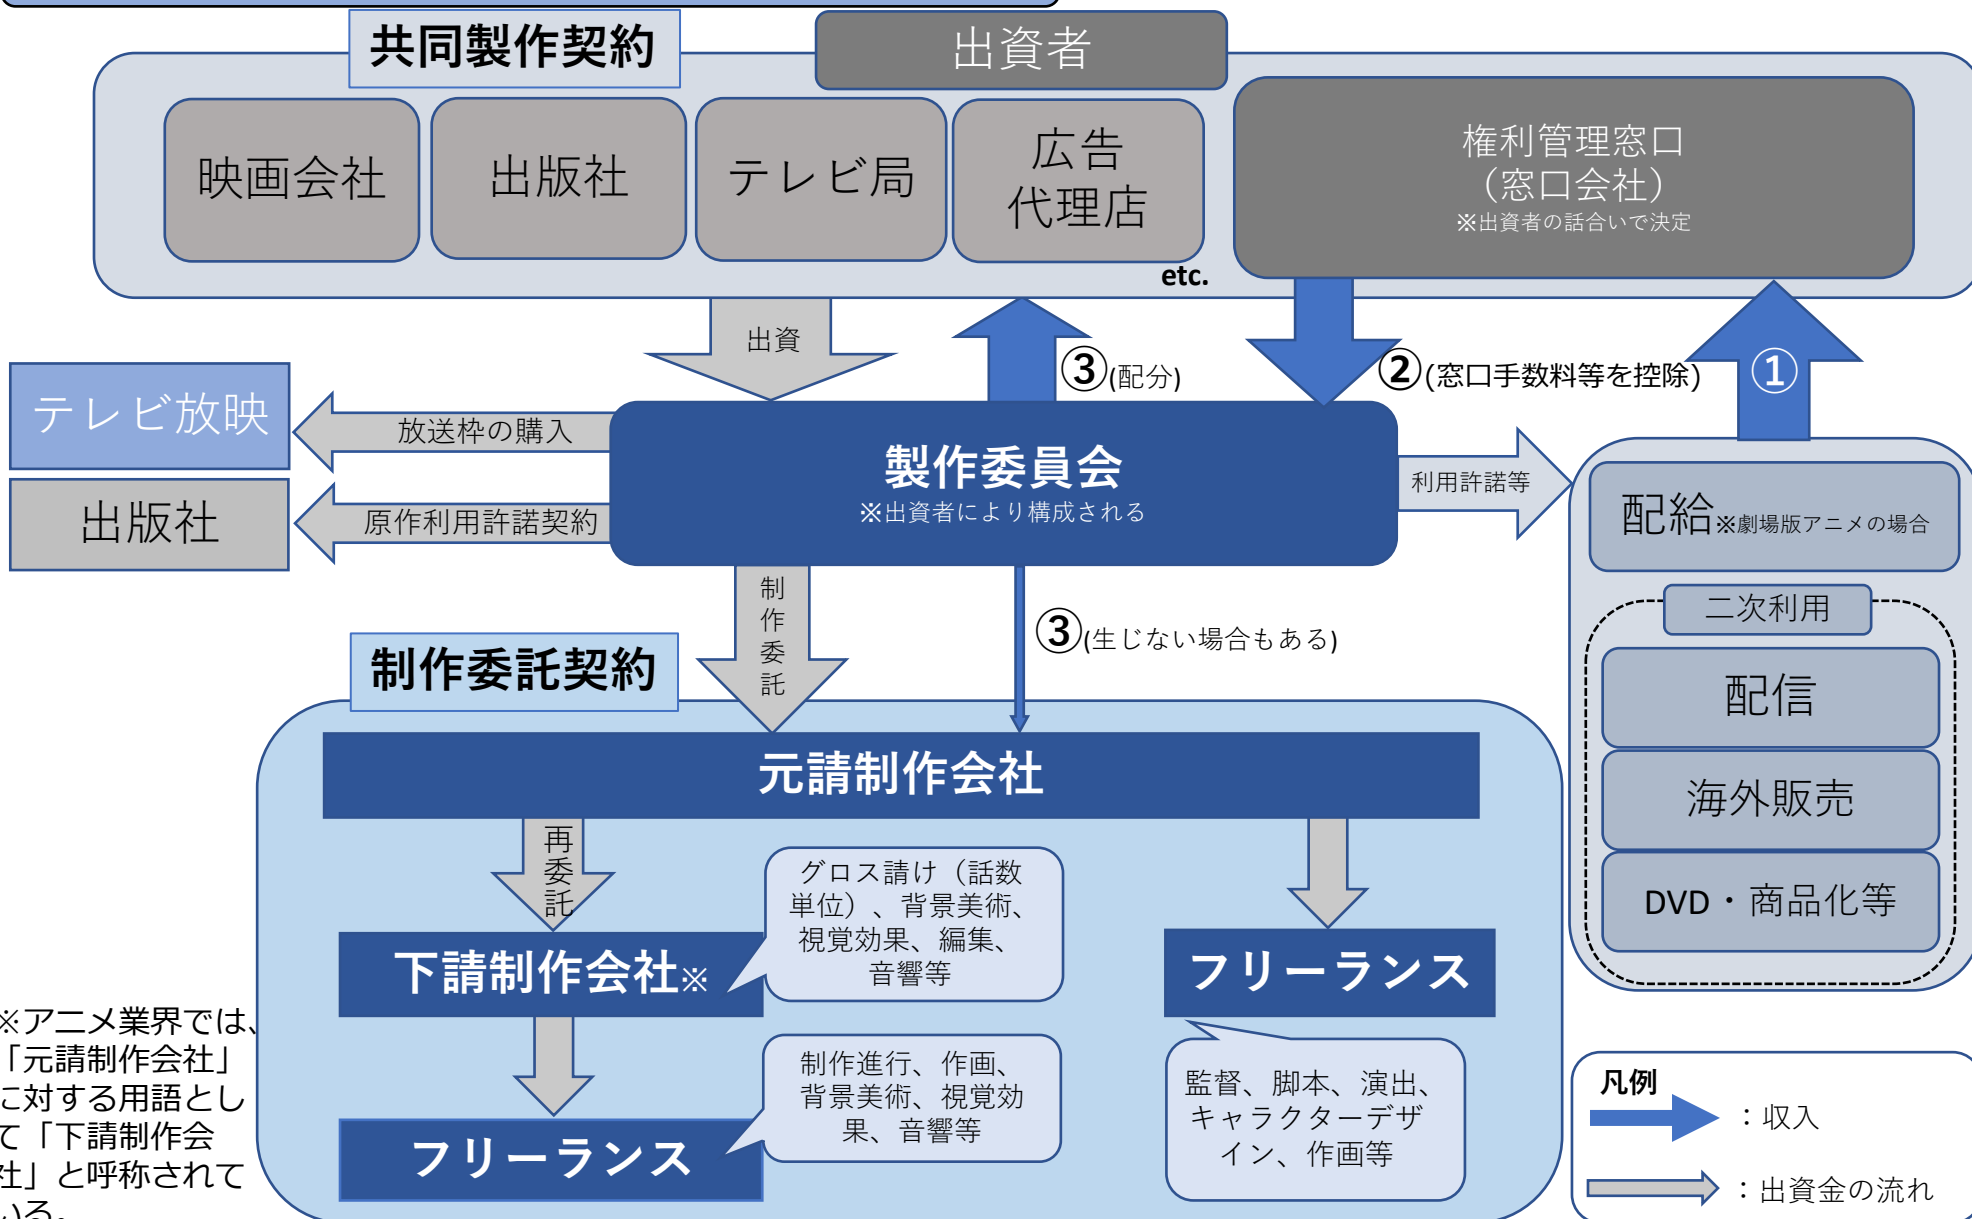 共同製作契約
出資者
映画会社
出版社
テレビ局
広告
代理店
etc.
権利管理窓口
（窓口会社）
※出資者の話合いで決定
出資
③(配分)
②(窓口手数料等を控除)
①
テレビ放映
放送枠の購入
出版社
原作利用許諾契約
製作委員会
※出資者により構成される
利用許諾等
配給※劇場版アニメの場合
二次利用
配信
海外販売
DVD・商品化等
制作委託
③(生じない場合もある)
制作委託契約
元請制作会社
再委託
グロス請け（話数
単位）、背景美術、
視覚効果、編集、
音響等
下請制作会社※
フリーランス
制作進行、作画、
背景美術、視覚効
果、音響等
フリーランス
監督、脚本、演出、
キャラクターデザ
イン、作画等
※アニメ業界では、
「元請制作会社」
に対する用語とし
て「下請制作会
社」と呼称されて
いる。
凡例
：収入
：出資金の流れ